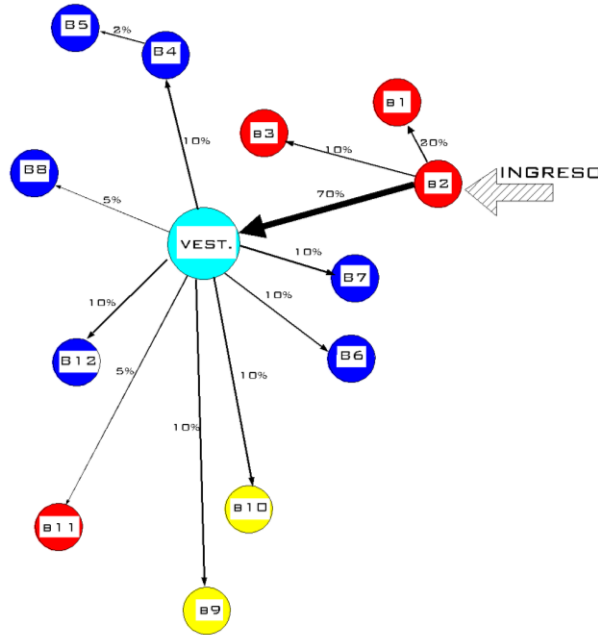 B5
2%
B4
B1
B3
10%
20%
B2
INGRESO
10%
B8
70%
5%
VEST.
10%
B7
10%
10%
B12
5%
B6
10%
10%
B10
B11
B9